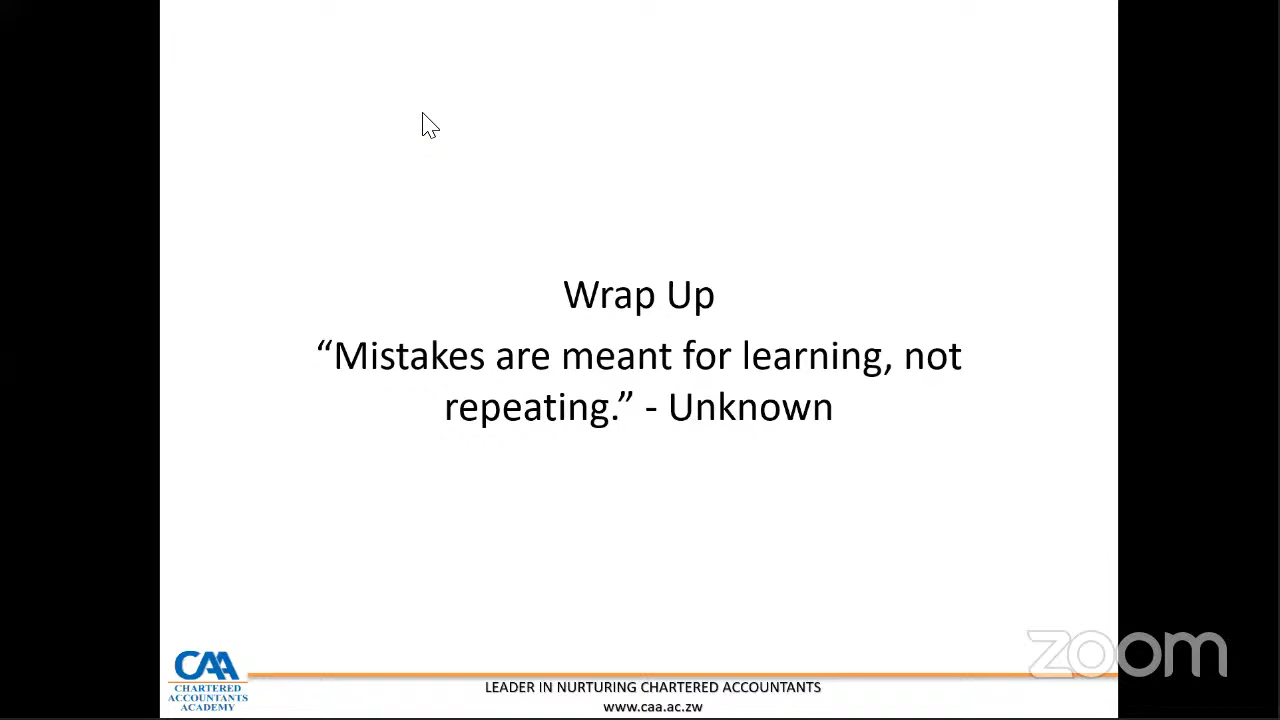 Wrap Up
“Mistakes are meant for learning, not
repeating.” - Unknown
zoom
CAA
CHARTERED
ACCOUNTANTS
ACADEMY
LEADER IN NURTURING CHARTERED ACCOUNTANTS
www.caa.ac.zw